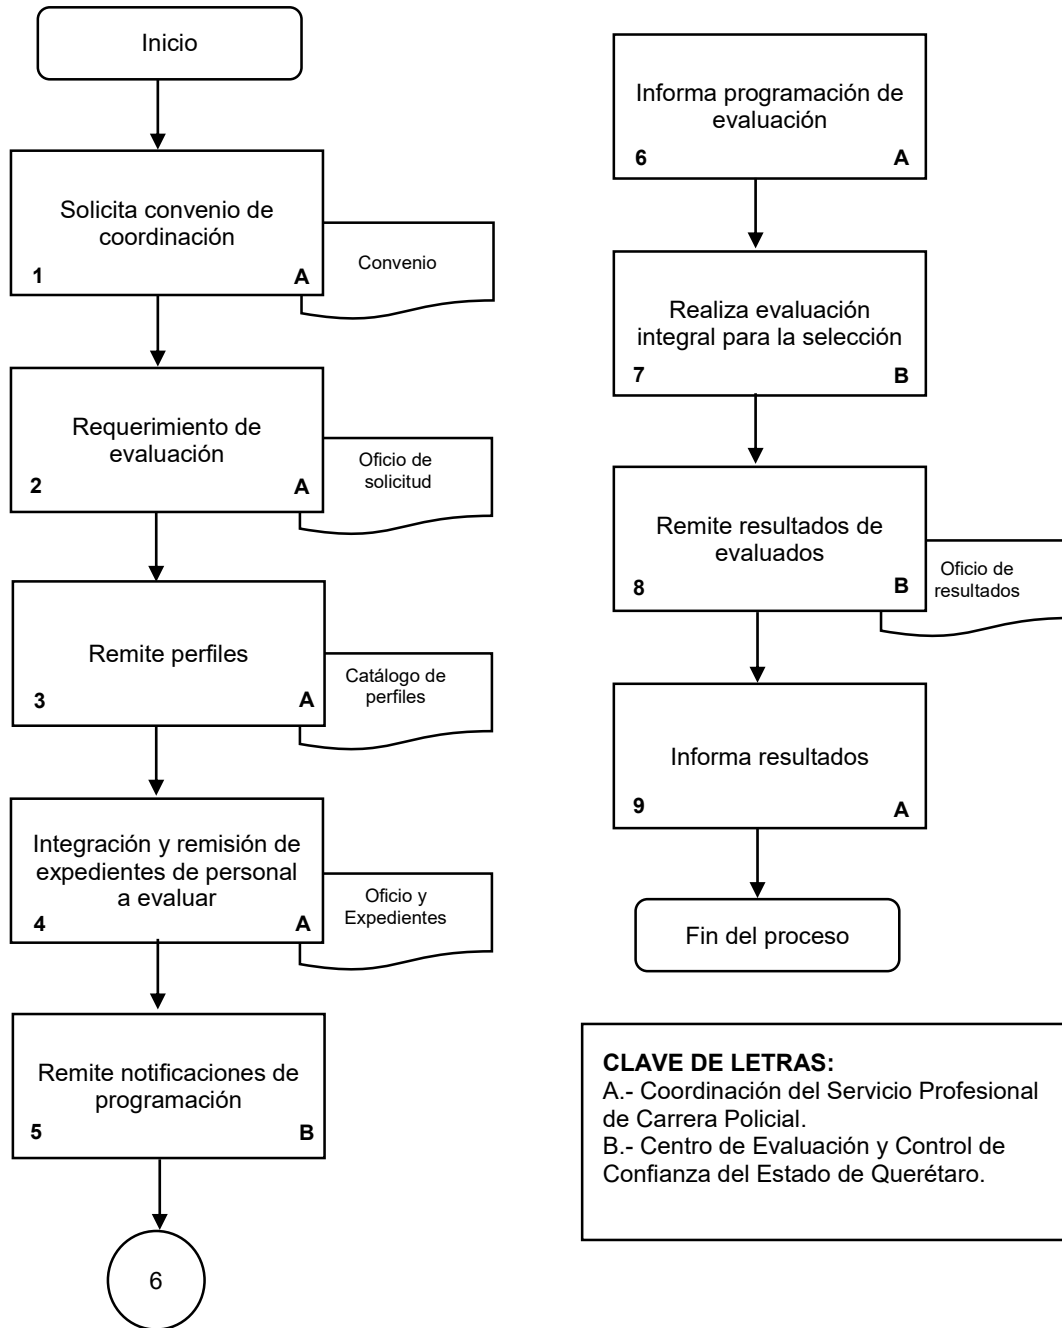 Inicio
Solicita convenio de
coordinación
1
A
Convenio
Requerimiento de
evaluación
2
A
Oficio de
solicitud
Remite perfiles
3
A
Catálogo de
perfiles
Integración y remisión de
expedientes de personal
a evaluar
4
A
Oficio y
Expedientes
Remite notificaciones de
programación
5
B
6
Informa programación de
evaluación
6
A
Realiza evaluación
integral para la selección
7
B
Remite resultados de
evaluados
8
B
Oficio de
resultados
Informa resultados
9
A
Fin del proceso
CLAVE DE LETRAS:
A.- Coordinación del Servicio Profesional
de Carrera Policial.
B.- Centro de Evaluación y Control de
Confianza del Estado de Querétaro.